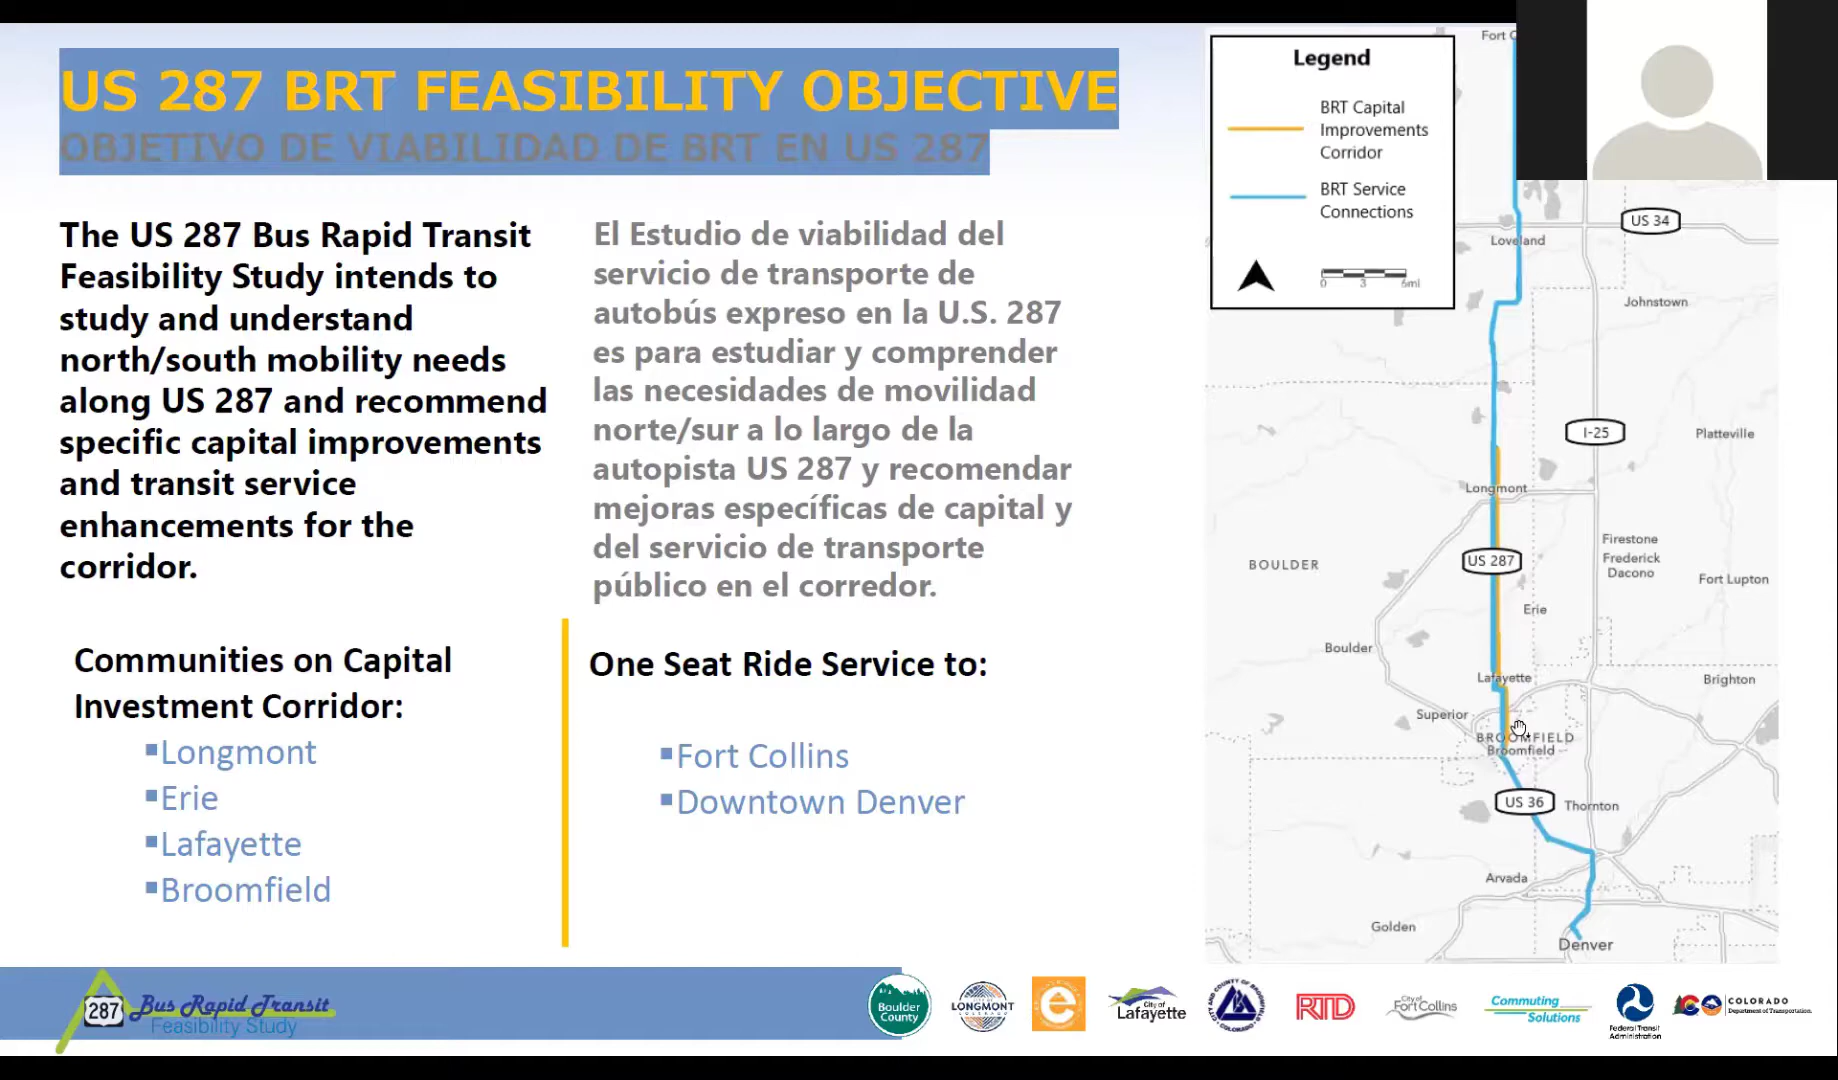 US 287 BRT FEASIBILITY OBJECTIVE
OBJETIVO DE VIABILIDAD DE BRT EN US 287
The US 287 Bus Rapid Transit
Feasibility Study intends to
study and understand
north/south mobility needs
along US 287 and recommend
specific capital improvements
and transit service
enhancements for the
corridor.
El Estudio de viabilidad del
servicio de transporte de
autobús expreso en la U.S. 287
es para estudiar y comprender
las necesidades de movilidad
norte/sur a lo largo de la
autopista US 287 y recomendar
mejoras específicas de capital y
del servicio de transporte
público en el corredor.
Communities on Capital
Investment Corridor:
▪Longmont
▪Erie
▪Lafayette
▪Broomfield
One Seat Ride Service to:
▪Fort Collins
▪Downtown Denver
Legend
BRT Capital
Improvements
Corridor
BRT Service
Connections
0 3 6mi
Fort C
US 34
Loveland
Johnstown
I-25
Platteville
Longmont
Firestone
Frederick
Dacono
US 287
BOULDER
Fort Lupton
Erie
Boulder
Lafayette
Brighton
Superior
BROOMFIELD
Broomfield
US 36
Thornton
Arvada
Golden
Denver
287
Bus Rapid Transit
Feasibility Study
Boulder
County
LONGMONT
COLORADO
e
City of
Lafayette
CITY AND COUNTY OF BROOMFIELD
COLORADO
RTD
City of
Fort Collins
Commuting
Solutions
Federal Transit
Administration
COLORADO
Department of Transportation